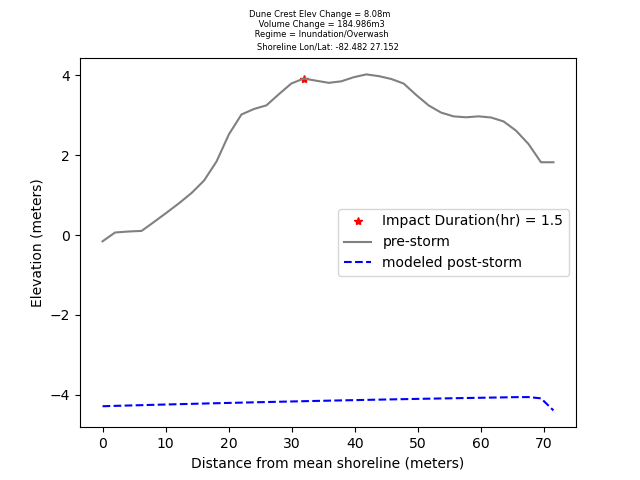 Dune Crest Elev Change = 8.08m
Volume Change = 184.986m3
Regime = Inundation/Overwash
Shoreline Lon/Lat: -82.482 27.152
4
2
0
−2
−4
Elevation (meters)
Impact Duration(hr) = 1.5
pre-storm
modeled post-storm
0 10 20 30 40 50 60 70
Distance from mean shoreline (meters)